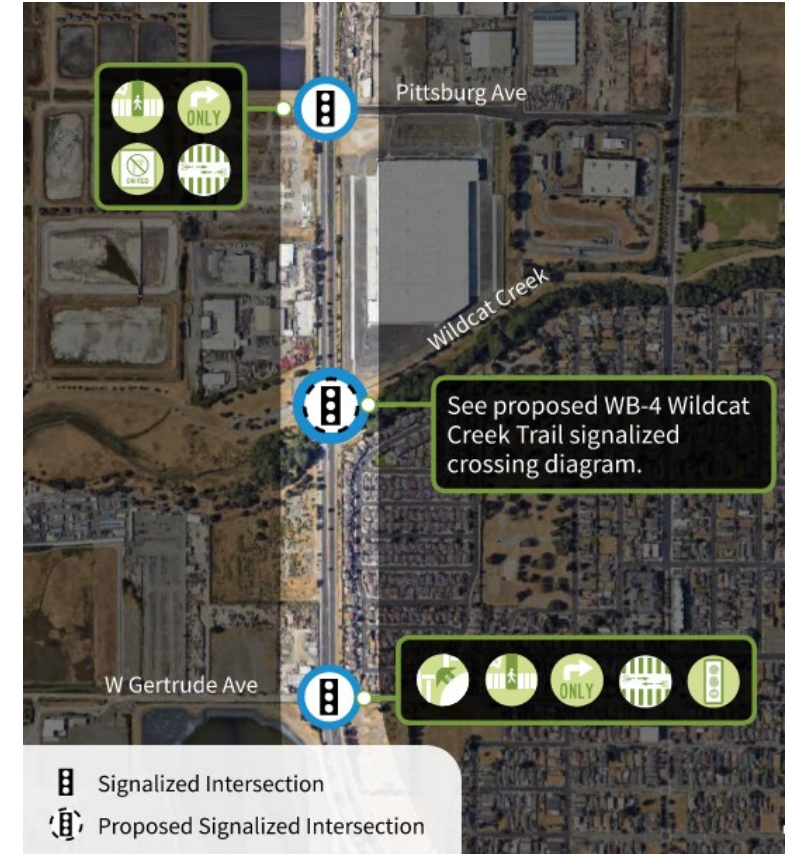 Pittsburg Ave
ONLY
ON RED
Wildcat Creek
See proposed WB-4 Wildcat
Creek Trail signalized
crossing diagram.
W Gertrude Ave
ONLY
Signalized Intersection
Proposed Signalized Intersection